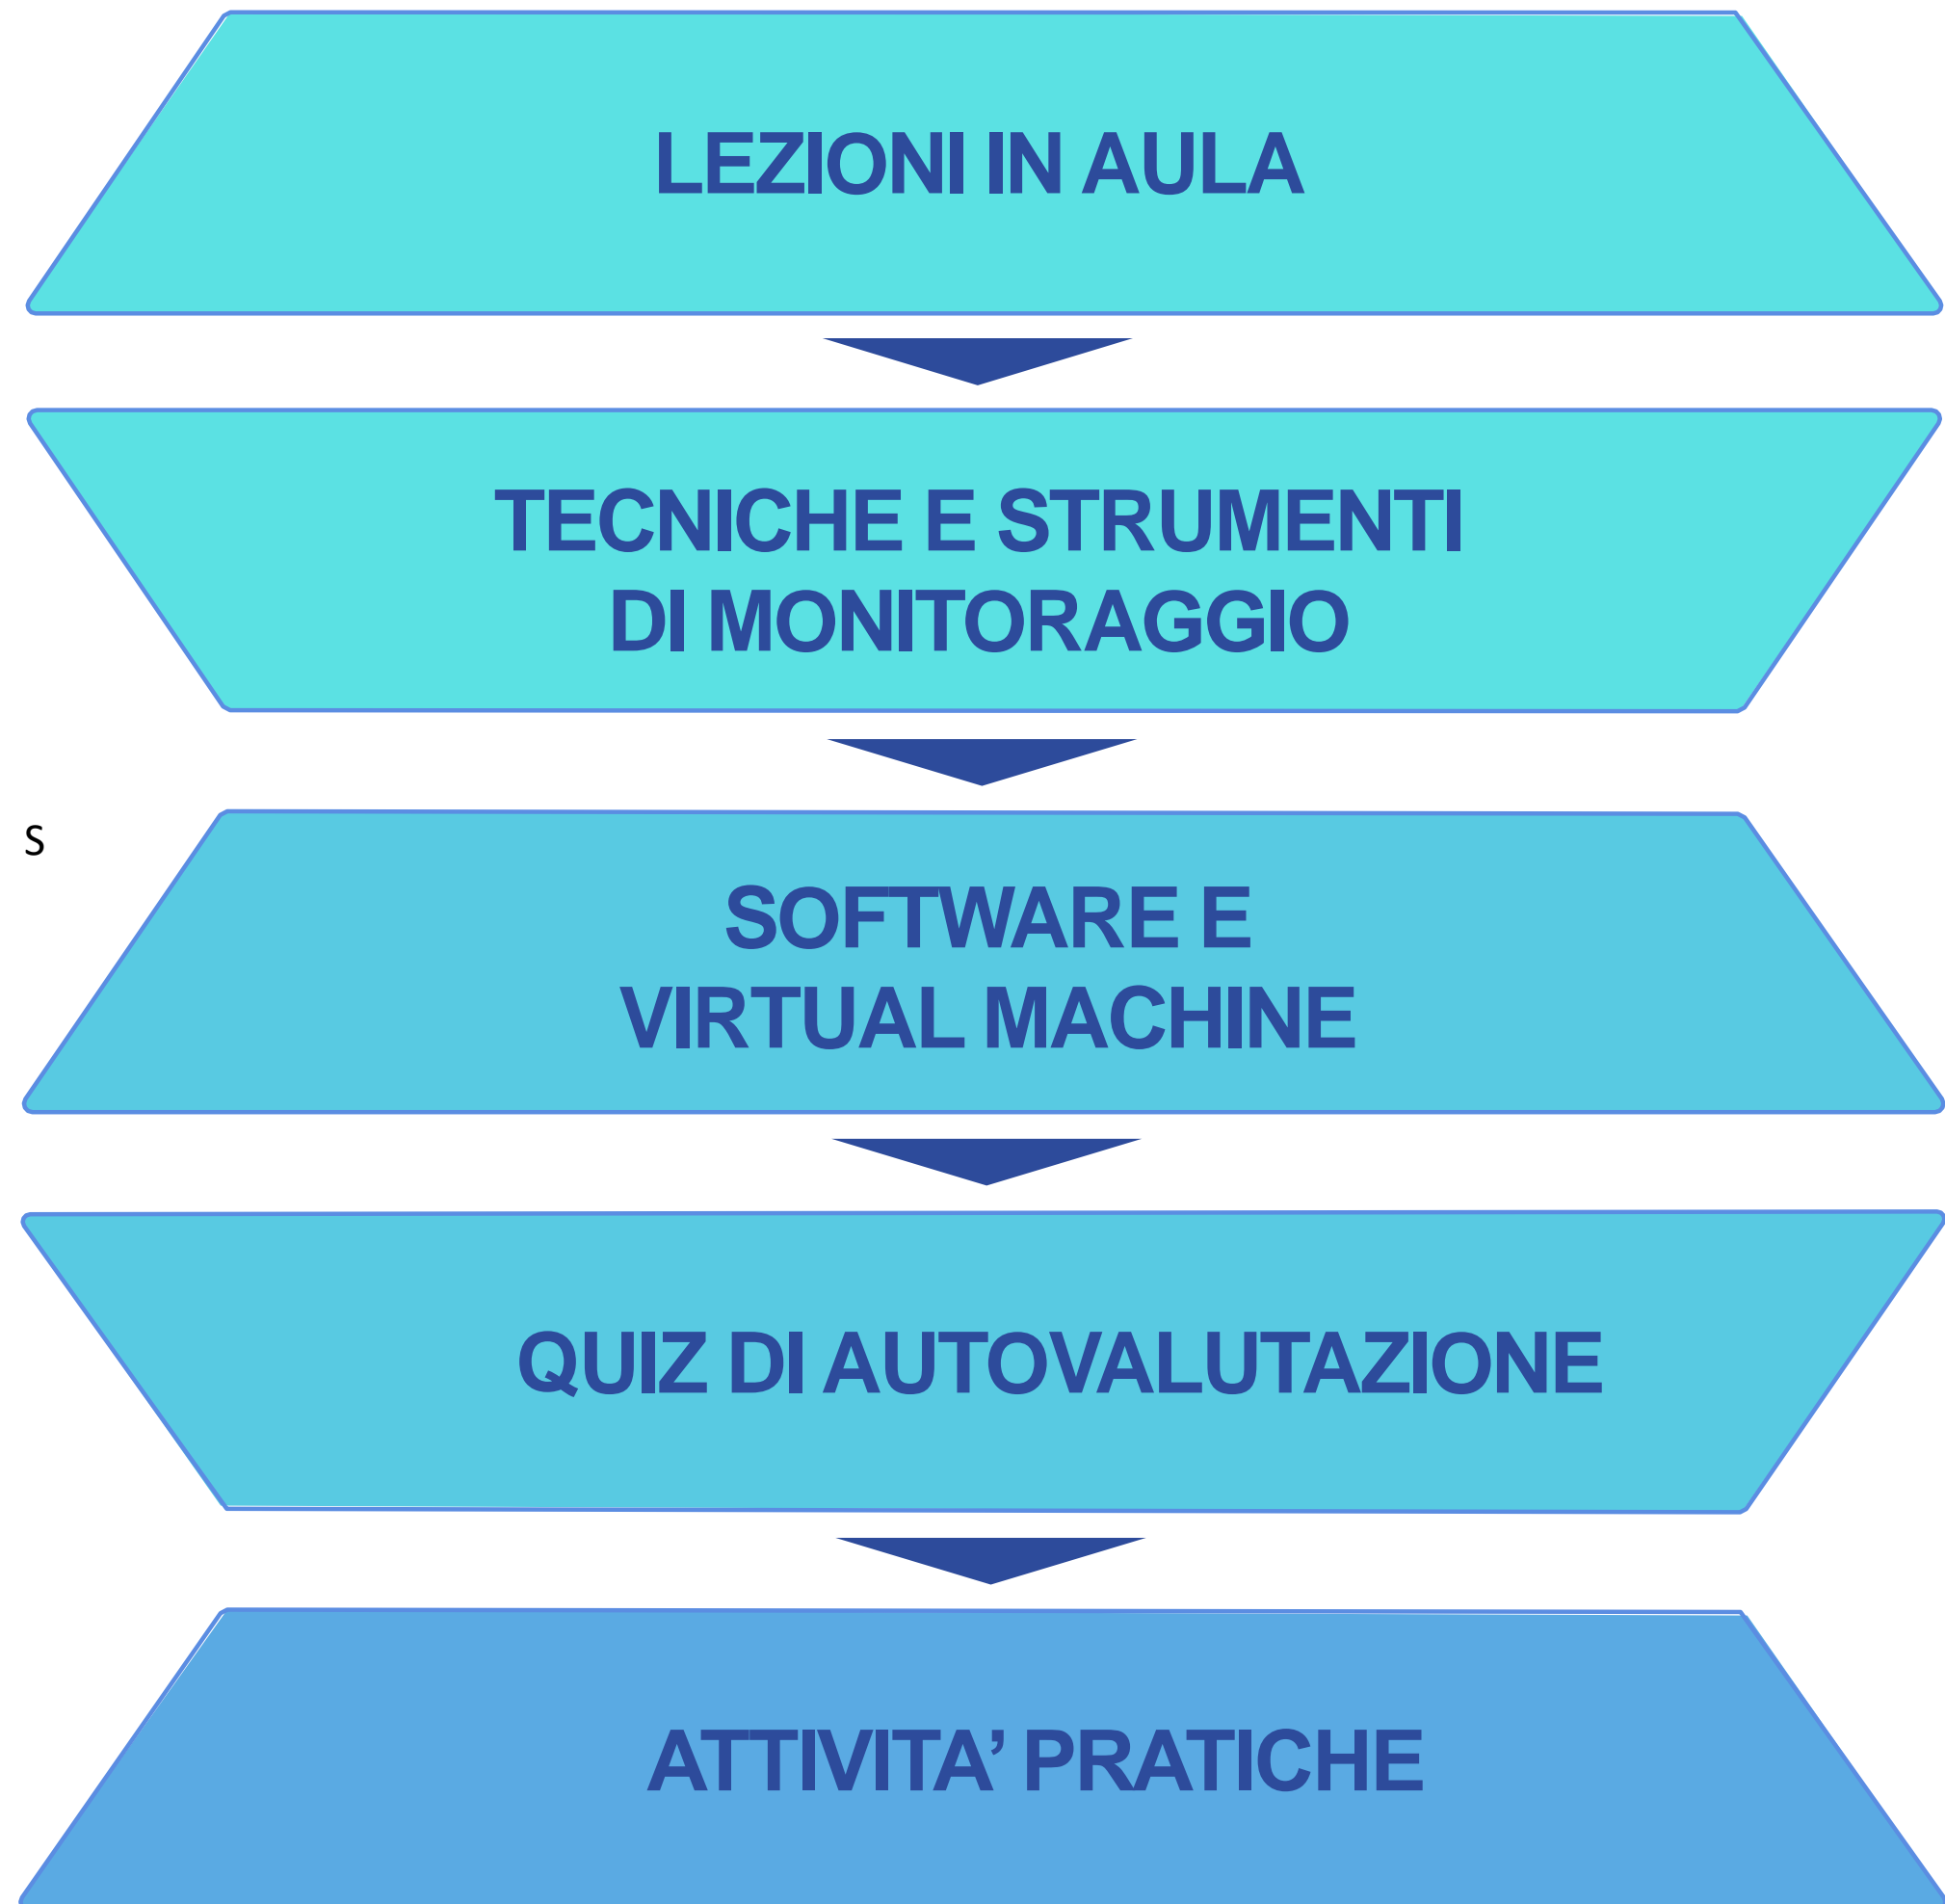 LEZIONI IN AULA
TECNICHE E STRUMENTI
DI MONITORAGGIO
S
SOFTWARE E
VIRTUAL MACHINE
QUIZ DI AUTOVALUTAZIONE
ATTIVITA’ PRATICHE